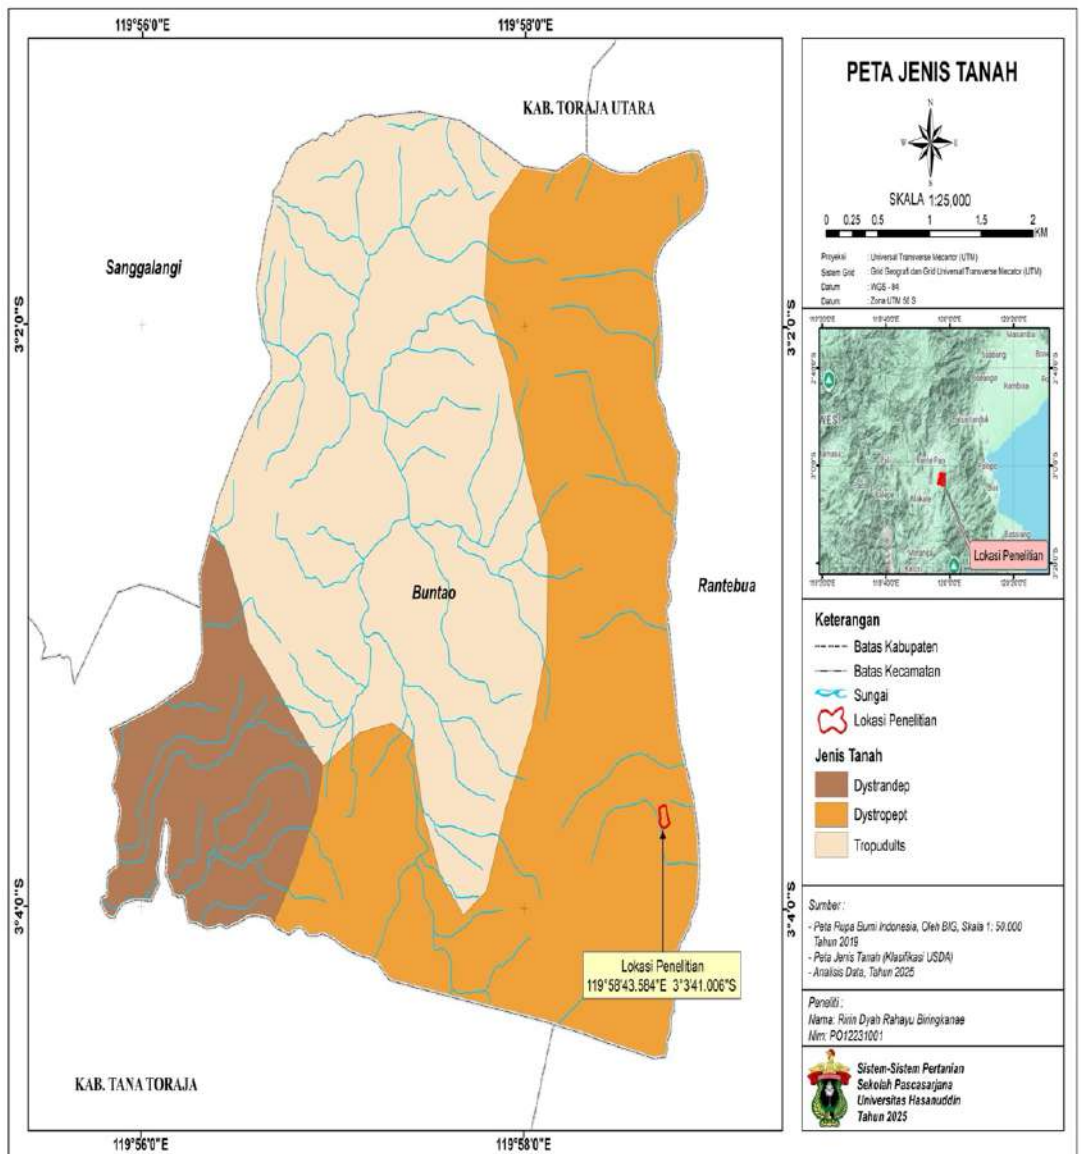 119°56'0"E
119°58'0"E
KAB. TORAJA UTARA
Sanggalangi
3°2'0"S
3°2'0"S
Buntao
Rantebua
3°4'0"S
3°4'0"S
Lokasi Penelitian
119°58'43.584"E 3°3'41.006"S
KAB. TANA TORAJA
119°56'0"E
119°58'0"E
PETA JENIS TANAH
N
W
E
S
SKALA 1:25,000
0 0.25 0.5 1 1.5 2
KM
Proyeksi : Universal Transverse Mecartor (UTM)
Sistem Grid : Grid Geografi dan Grid Universal Transverse Mecator (UTM)
Datum : WGS - 84
Datum : Zona UTM 50 S
Masamba
Palopo
Makale
Lokasi Penelitian
Keterangan
Batas Kabupaten
Batas Kecamatan
Sungai
Lokasi Penelitian
Jenis Tanah
Dystrandep
Dystropept
Tropudults
Sumber :
- Peta Rupa Bumi Indonesia, Oleh BIG, Skala 1: 50.000
Tahun 2019
- Peta Jenis Tanah (Klasifikasi USDA)
- Analisis Data, Tahun 2025
Peneliti :
Nama: Ririn Dyah Rahayu Biringkanae
Nim: PO12231001
Sistem-Sistem Pertanian
Sekolah Pascasarjana
Universitas Hasanuddin
Tahun 2025